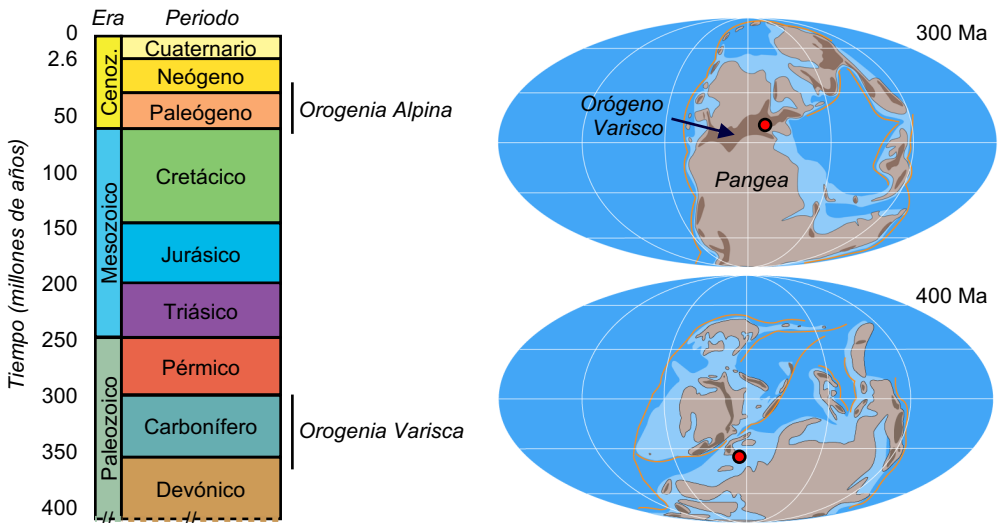 Era Periodo
Tiempo (millones de años)
0
2.6
50
100
150
200
250
300
350
400
Cenoz.
Mesozoico
Paleozoico
Cuaternario
Neógeno
Paleógeno
Cretácico
Jurásico
Triásico
Pérmico
Carbonífero
Devónico
Orogenia Alpina
Orogenia Varisca
300 Ma
Orógeno
Varisco
Pangea
400 Ma